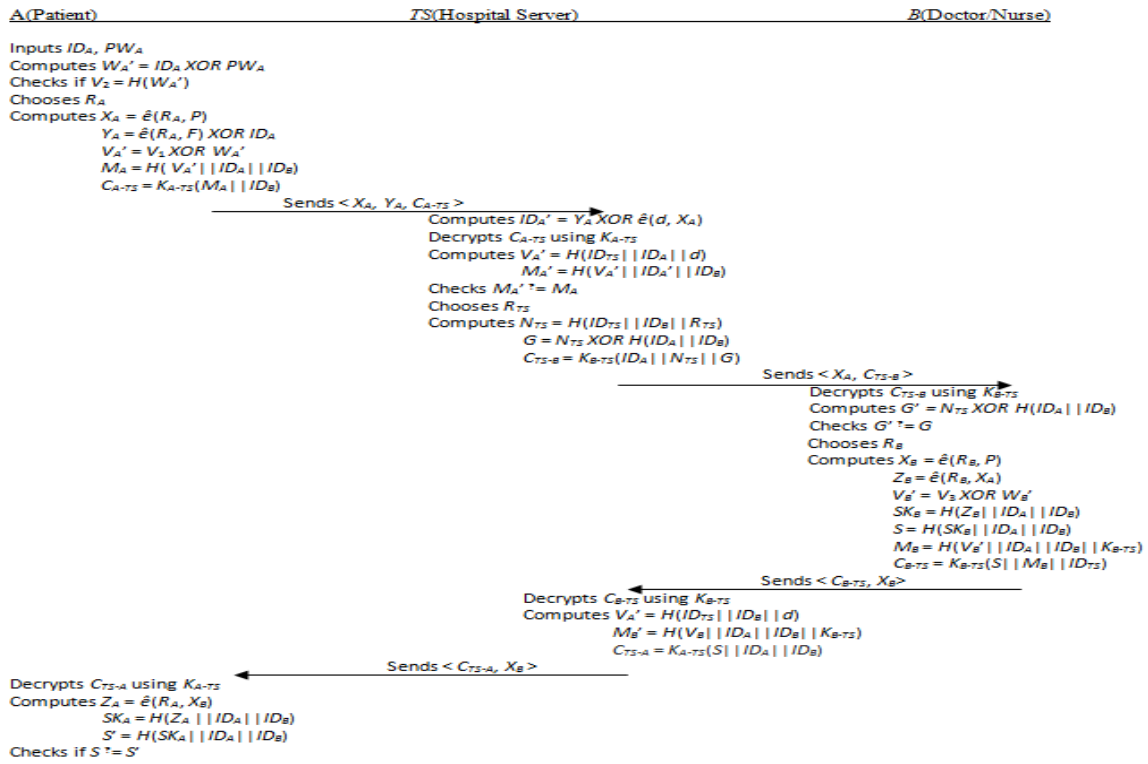 A(Patient) TS(Hospital Server) B(Doctor/Nurse)
Inputs IDA, PWA
Computes WA' = IDA XOR PWA
Checks if V2 = H(WA')
Chooses RA
Computes XA = ê(RA, P)
YA = ê(RA, F) XOR IDA
VA' = V1 XOR WA'
MA = H( VA'||IDA||IDB)
CA-TS = KA-TS(MA||IDB)
Sends < XA, YA, CA-TS >
Computes IDA' = YA XOR ê(d, XA)
Decrypts CA-TS using KA-TS
Computes VA' = H(IDTS||IDA||d)
MA' = H(VA'||IDA'||IDB)
Checks MA' ?= MA
Chooses RTS
Computes NTS = H(IDTS||IDB||RTS)
G = NTS XOR H(IDA||IDB)
CTS-B = KB-TS(IDA||NTS||G)
Sends < XA, CTS-B >
Decrypts CTS-B using KB-TS
Computes G' = NTS XOR H(IDA||IDB)
Checks G' ?= G
Chooses RB
Computes XB = ê(RB, P)
ZB = ê(RB, XA)
VB' = V3 XOR WB'
SKB = H(ZB||IDA||IDB)
S = H(SKB||IDA||IDB)
MB = H(VB'||IDA||IDB||KB-TS)
CB-TS = KB-TS(S||MB||IDTS)
Sends < CB-TS, XB>
Decrypts CB-TS using KB-TS
Computes VA' = H(IDTS||IDB||d)
MB' = H(VB||IDA||IDB||KB-TS)
CTS-A = KA-TS(S||IDA||IDB)
Sends < CTS-A, XB >
Decrypts CTS-A using KA-TS
Computes ZA = ê(RA, XB)
SKA = H(ZA ||IDA||IDB)
S' = H(SKA||IDA||IDB)
Checks if S ?= S'